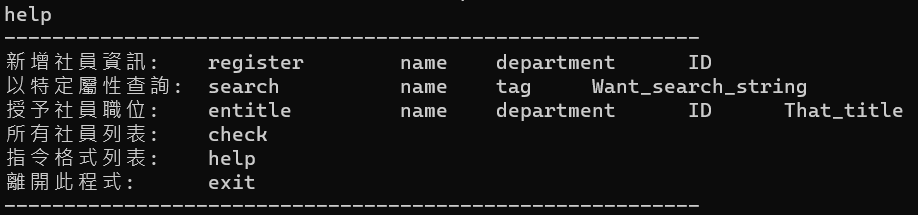 help
----------------------------------------------------------
新增社員資訊:    register        name    department      ID
以特定屬性查詢:  search          name    tag     Want_search_string
授予社員職位:    entitle         name    department      ID      That_title
所有社員列表:    check
指令格式列表:    help
離開此程式:      exit
----------------------------------------------------------